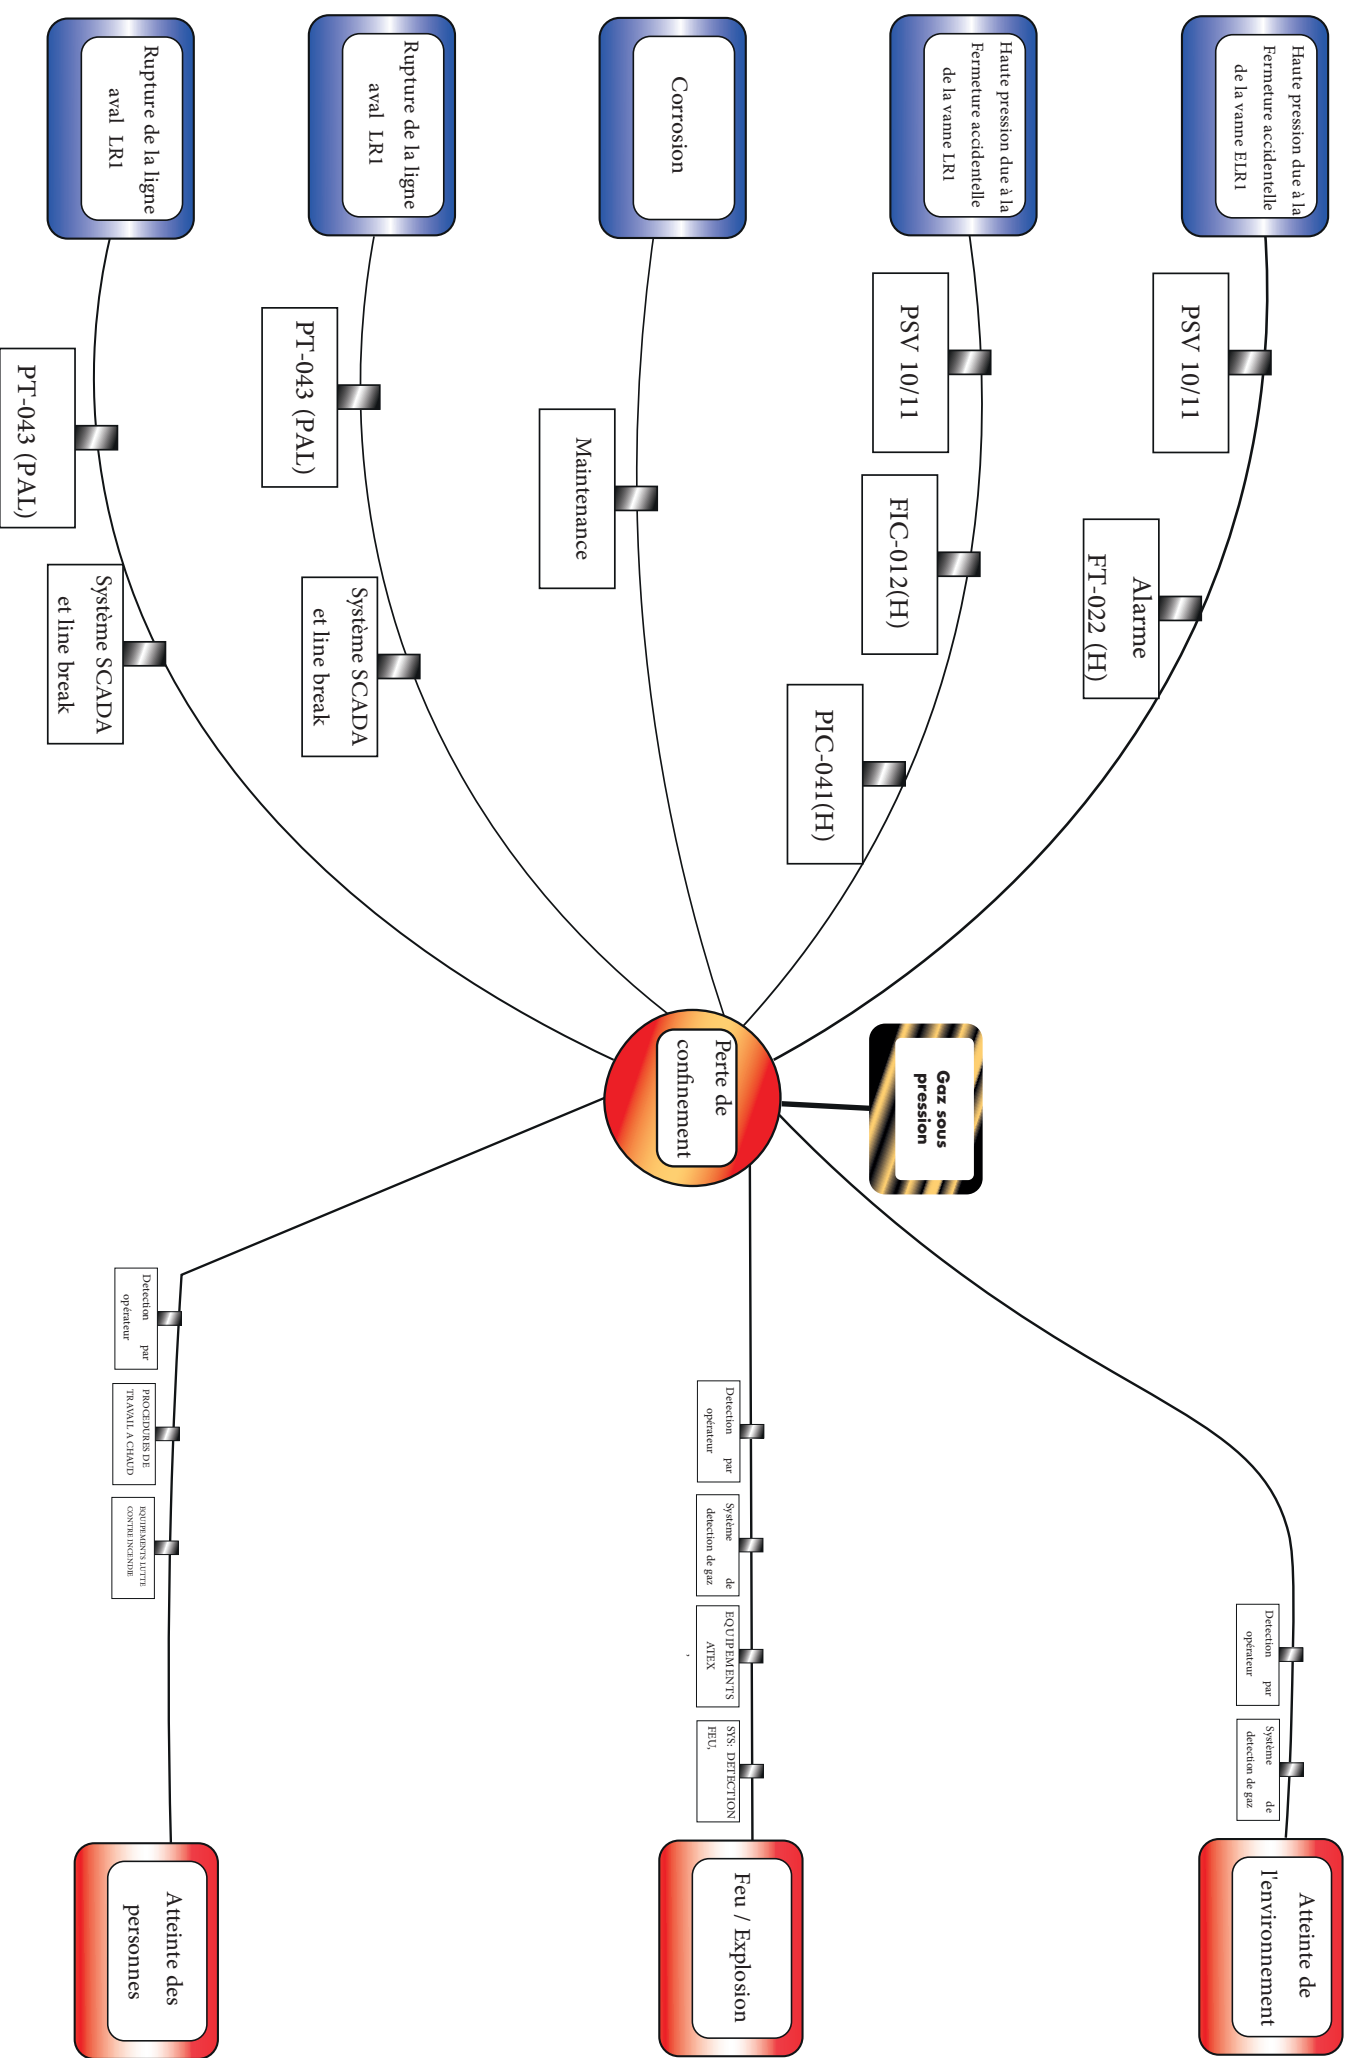 Haute pression due à la
Fermeture accidentelle
de la vanne ELR1
PSV 10/11
Alarme
FT-022 (H)
Haute pression due à la
Fermeture accidentelle
de la vanne LR1
PSV 10/11
FIC-012(H)
PIC-041(H)
Corrosion
Maintenance
Rupture de la ligne
aval LR1
PT-043 (PAL)
Système SCADA
et line break
Rupture de la ligne
aval LR1
PT-043 (PAL)
Système SCADA
et line break
Gaz sous
pression
Perte de
confinement
Detection par
opérateur
Système de
detection de gaz
Atteinte de
l'environnement
Detection par
opérateur
Système de
detection de gaz
EQUIPEMENTS
ATEX
,
SYS: DETECTION
FEU,
Feu / Explosion
Detection par
opérateur
PROCEDURES DE
TRAVAIL A CHAUD
EQUIPEMENTS LUTTE
CONTRE INCENDIE
Atteinte des
personnes